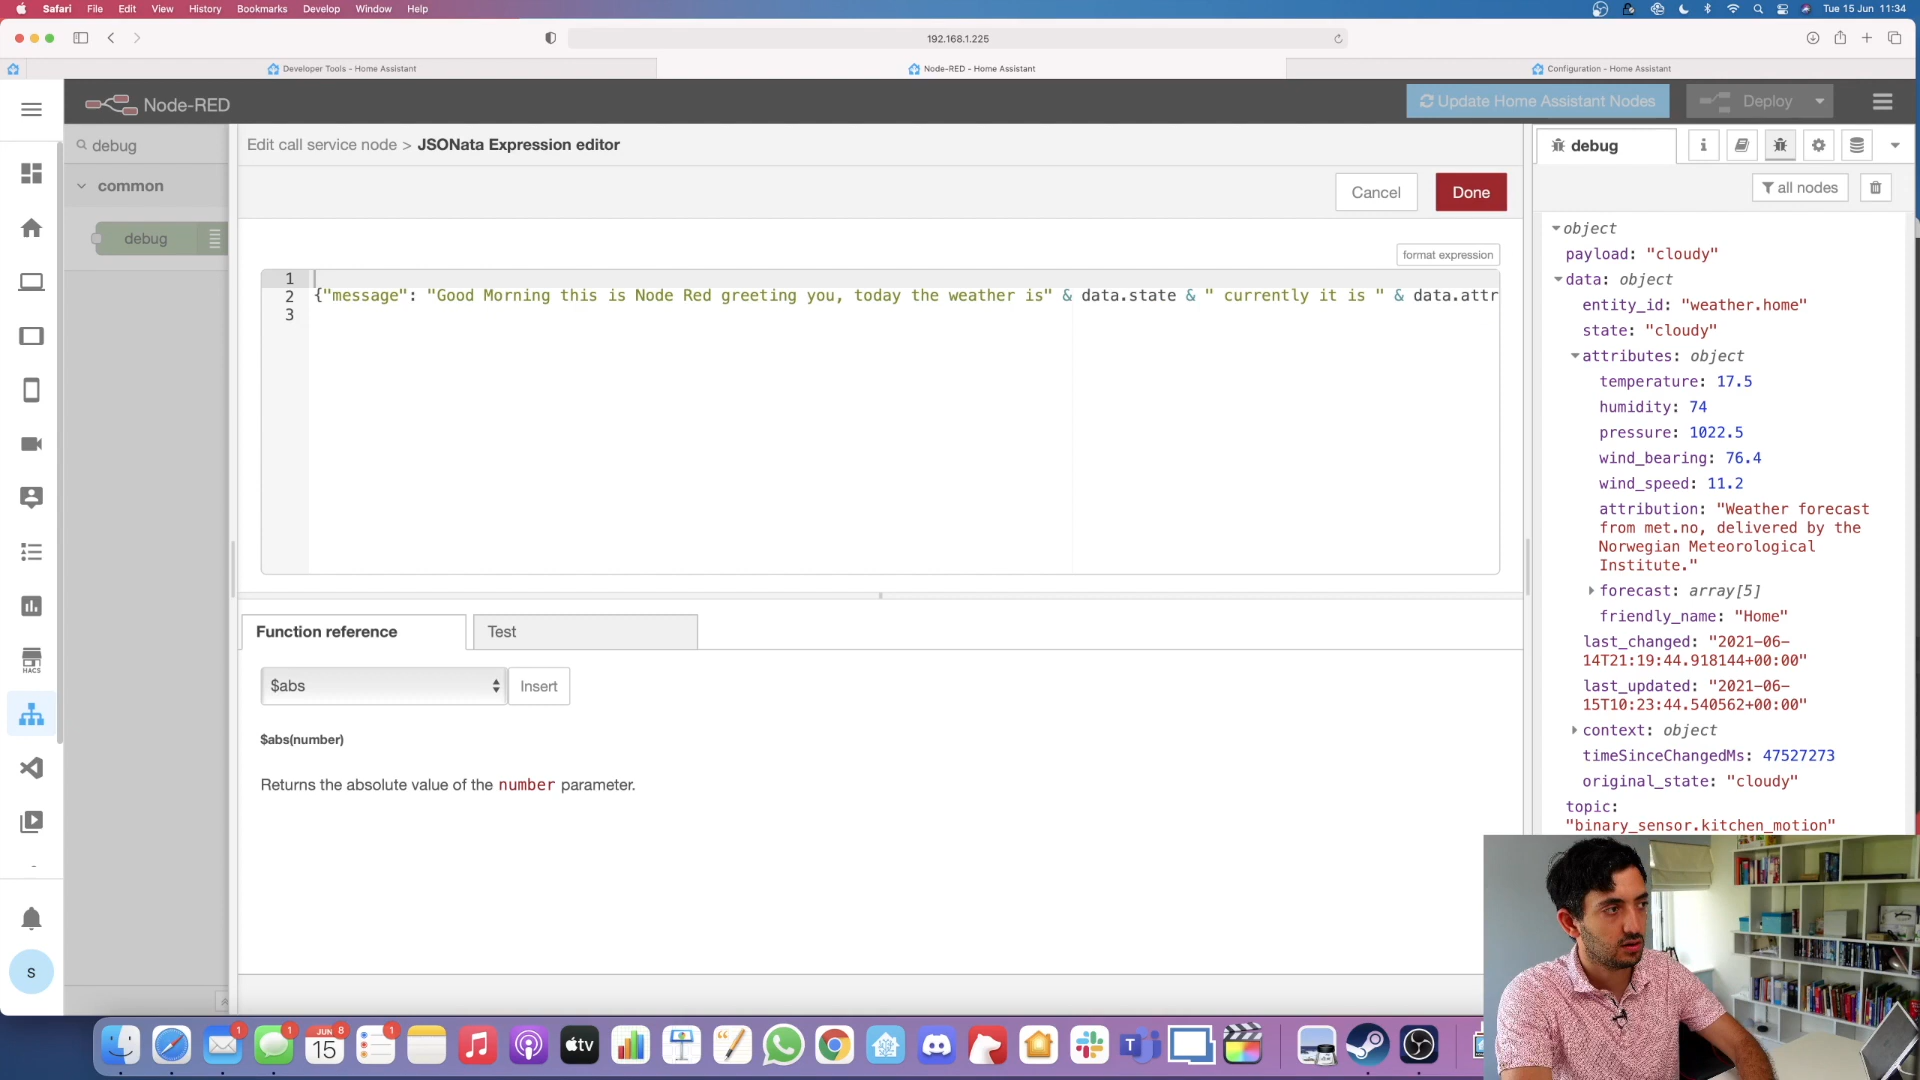 Safari File Edit View History Bookmarks Develop Window Help Tue 15 Jun 11:34
192.168.1.225
Developer Tools - Home Assistant Node-RED - Home Assistant Configuration - Home Assistant
Node-RED Update Home Assistant Nodes Deploy
debug
common
debug
Edit call service node > JSONata Expression editor
Cancel Done
format expression
1
2 {"message": "Good Morning this is Node Red greeting you, today the weather is" & data.state & " currently it is " & data.attr
3
Function reference Test
$abs Insert
$abs(number)
Returns the absolute value of the number parameter.
debug
all nodes
object
payload: "cloudy"
data: object
entity_id: "weather.home"
state: "cloudy"
attributes: object
temperature: 17.5
humidity: 74
pressure: 1022.5
wind_bearing: 76.4
wind_speed: 11.2
attribution: "Weather forecast
from met.no, delivered by the
Norwegian Meteorological
Institute."
forecast: array[5]
friendly_name: "Home"
last_changed: "2021-06-
14T21:19:44.918144+00:00"
last_updated: "2021-06-
15T10:23:44.540562+00:00"
context: object
timeSinceChangedMs: 47527273
original_state: "cloudy"
topic:
"binary_sensor.kitchen_motion"
HACS
S
1 1 JUN 8 1
15
tv